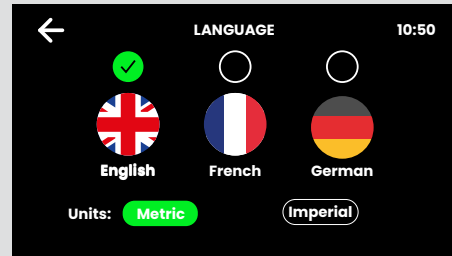 LANGUAGE 10:50
English French German
Units: Metric Imperial